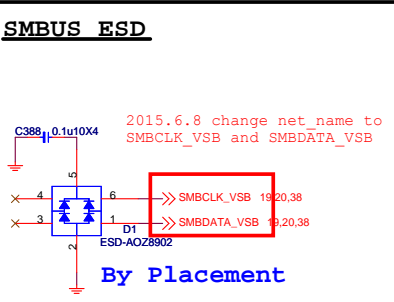 SMBUS ESD
2015.6.8 change net_name to
SMBCLK_VSB and SMBDATA_VSB
C388 0.1u10X4
5
4 6 SMBCLK_VSB 19,20,38
3 1 SMBDATA_VSB 19,20,38
D1
2 ESD-AOZ8902
By Placement